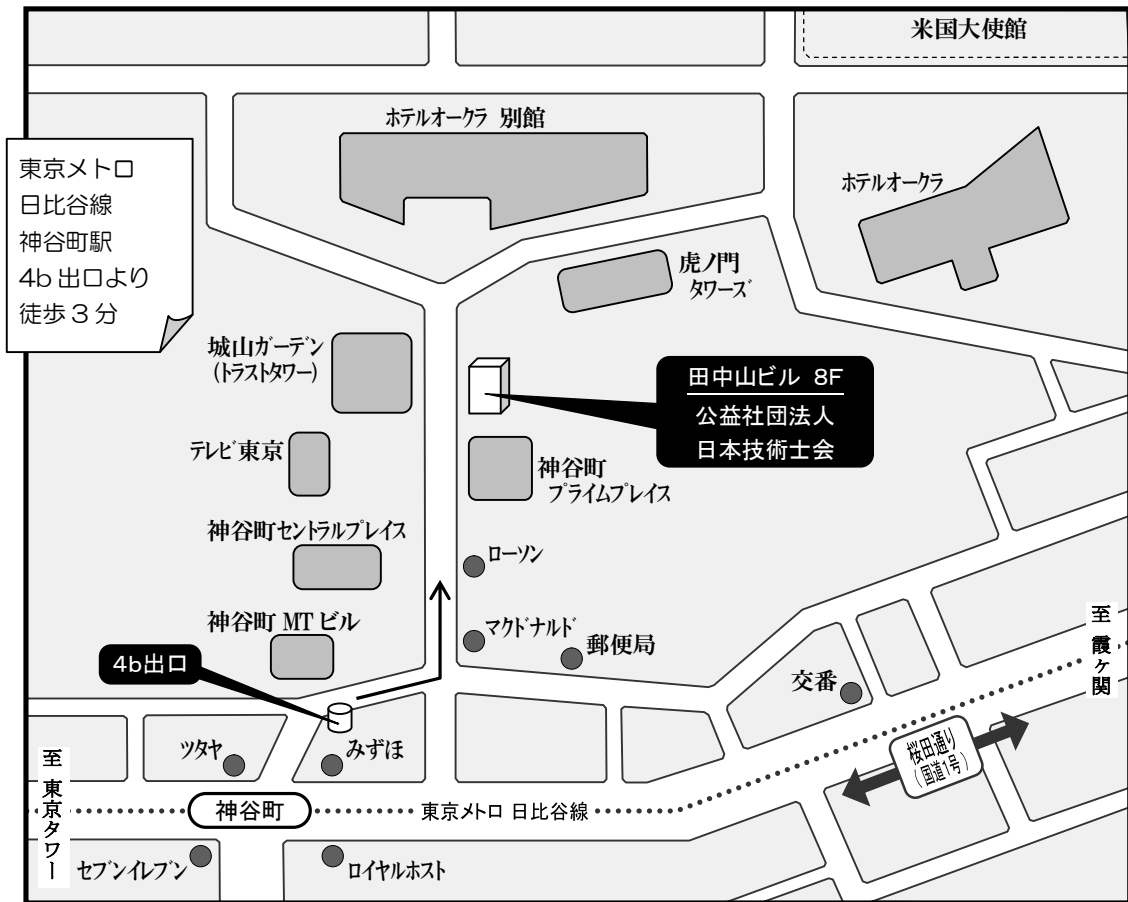 米国大使館
ホテルオークラ 別館
東京メトロ
日比谷線
神谷町駅
4b 出口より
徒歩 3 分
ホテルオークラ
虎ノ門
タワーズ
城山ガーデン
(トラストタワー)
田中山ビル 8F
公益社団法人
日本技術士会
テレビ東京
神谷町
プライムプレイス
神谷町セントラルプレイス
ローソン
神谷町 MT ビル
マクドナルド
郵便局
4b出口
交番
至 霞ヶ関
ツタヤ
みずほ
桜田通り
(国道1号)
至 東京タワー
神谷町
東京メトロ 日比谷線
セブンイレブン
ロイヤルホスト